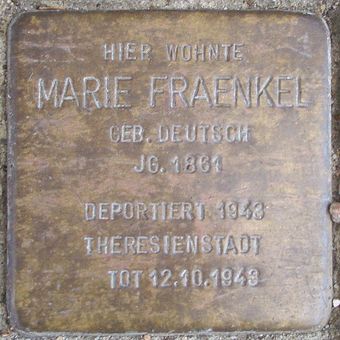 HIER WOHNTE
MARIE FRAENKEL
GEB. DEUTSCH
JG. 1861
DEPORTIERT 1943
THERESIENSTADT
TOT 12.10.1943